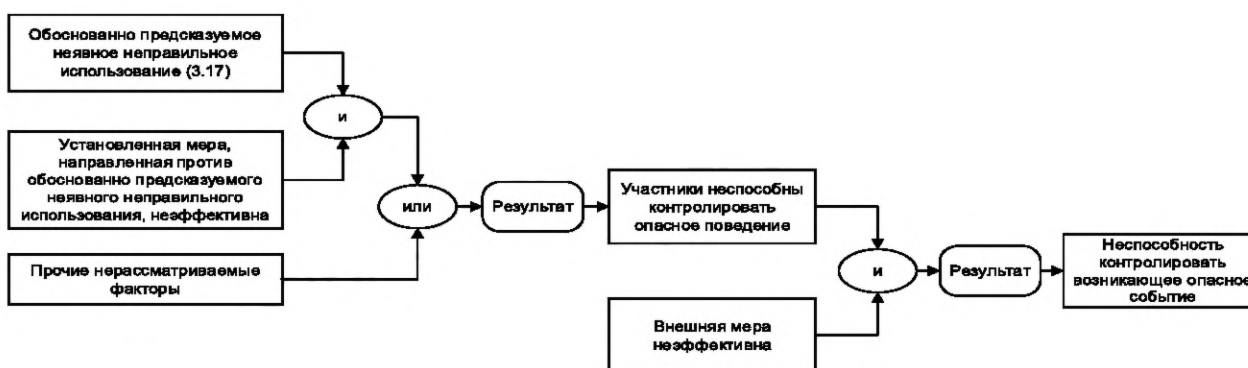 Обоснованно предсказуемое
неявное неправильное
использование (3.17)
и
Установленная мера,
направленная против
обоснованно предсказуемого
неявного неправильного
использования, неэффективна
или
Результат
Прочие нерассматриваемые
факторы
Участники неспособны
контролировать
опасное поведение
и
Результат
Внешняя мера
неэффективна
Неспособность
контролировать
возникающее опасное
событие